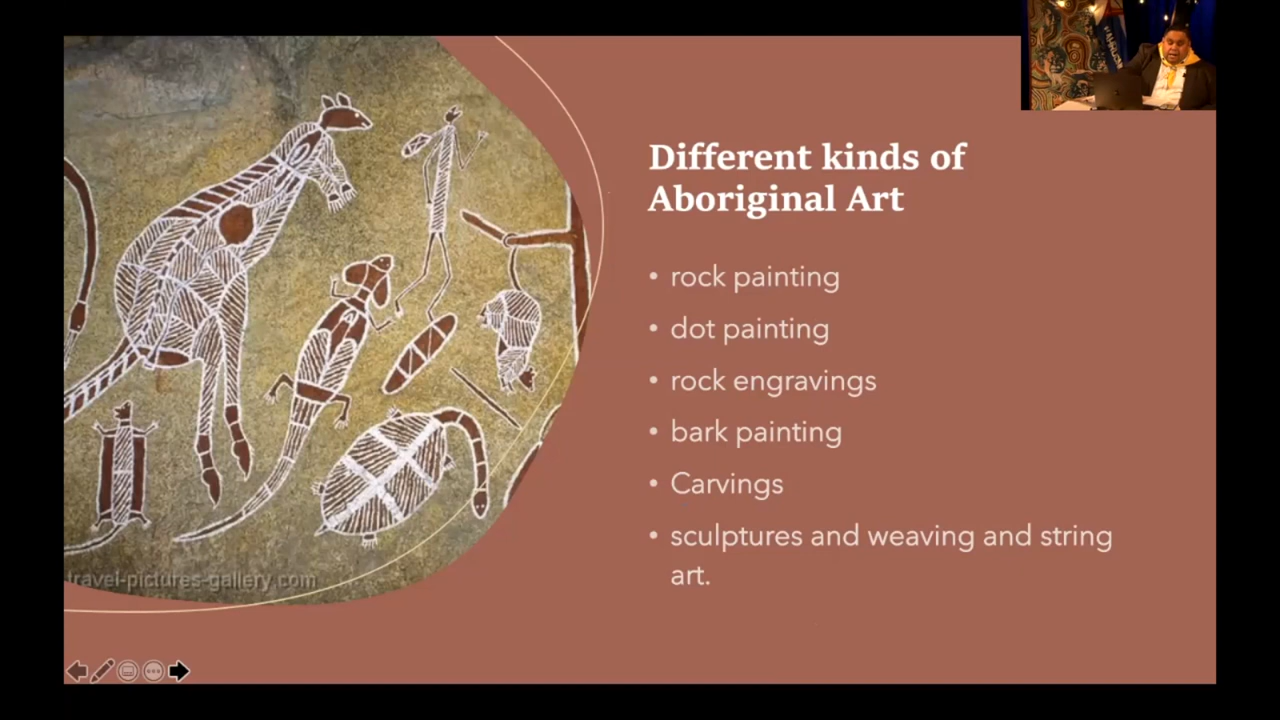 Different kinds of
Aboriginal Art
• rock painting
• dot painting
• rock engravings
• bark painting
• Carvings
• sculptures and weaving and string
art.
travel-pictures-gallery.com